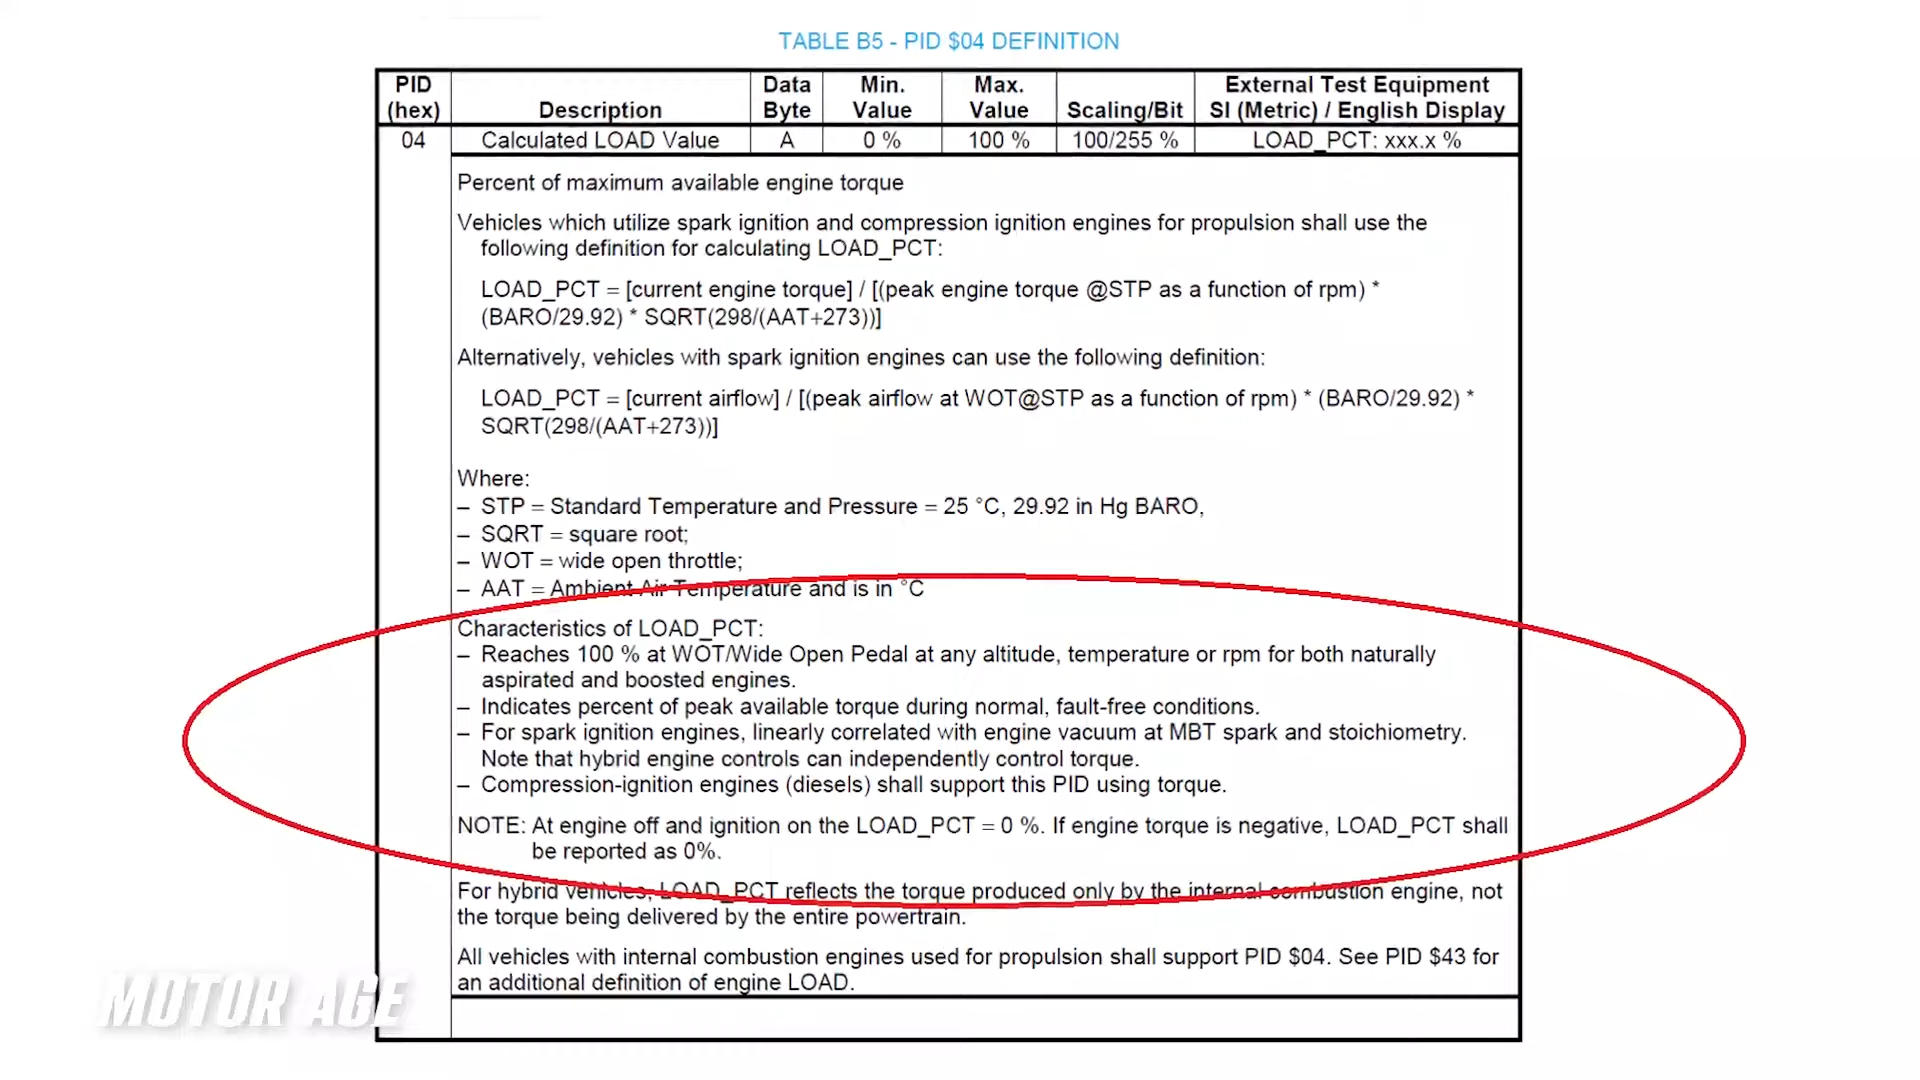 TABLE B5 - PID $04 DEFINITION
PID (hex) Description Data Byte Min. Value Max. Value Scaling/Bit External Test Equipment SI (Metric) / English Display
04 Calculated LOAD Value A 0 % 100 % 100/255 % LOAD_PCT: xxx.x %
Percent of maximum available engine torque
Vehicles which utilize spark ignition and compression ignition engines for propulsion shall use the
following definition for calculating LOAD_PCT:
LOAD_PCT = [current engine torque] / [(peak engine torque @STP as a function of rpm) *
(BARO/29.92) * SQRT(298/(AAT+273))]
Alternatively, vehicles with spark ignition engines can use the following definition:
LOAD_PCT = [current airflow] / [(peak airflow at WOT@STP as a function of rpm) * (BARO/29.92) *
SQRT(298/(AAT+273))]
Where:
– STP = Standard Temperature and Pressure = 25 °C, 29.92 in Hg BARO,
– SQRT = square root;
– WOT = wide open throttle;
– AAT = Ambient Air Temperature and is in °C
Characteristics of LOAD_PCT:
– Reaches 100 % at WOT/Wide Open Pedal at any altitude, temperature or rpm for both naturally
aspirated and boosted engines.
– Indicates percent of peak available torque during normal, fault-free conditions.
– For spark ignition engines, linearly correlated with engine vacuum at MBT spark and stoichiometry.
Note that hybrid engine controls can independently control torque.
– Compression-ignition engines (diesels) shall support this PID using torque.
NOTE: At engine off and ignition on the LOAD_PCT = 0 %. If engine torque is negative, LOAD_PCT shall
be reported as 0%.
For hybrid vehicles, LOAD_PCT reflects the torque produced only by the internal combustion engine, not
the torque being delivered by the entire powertrain.
All vehicles with internal combustion engines used for propulsion shall support PID $04. See PID $43 for
an additional definition of engine LOAD.
MOTOR AGE